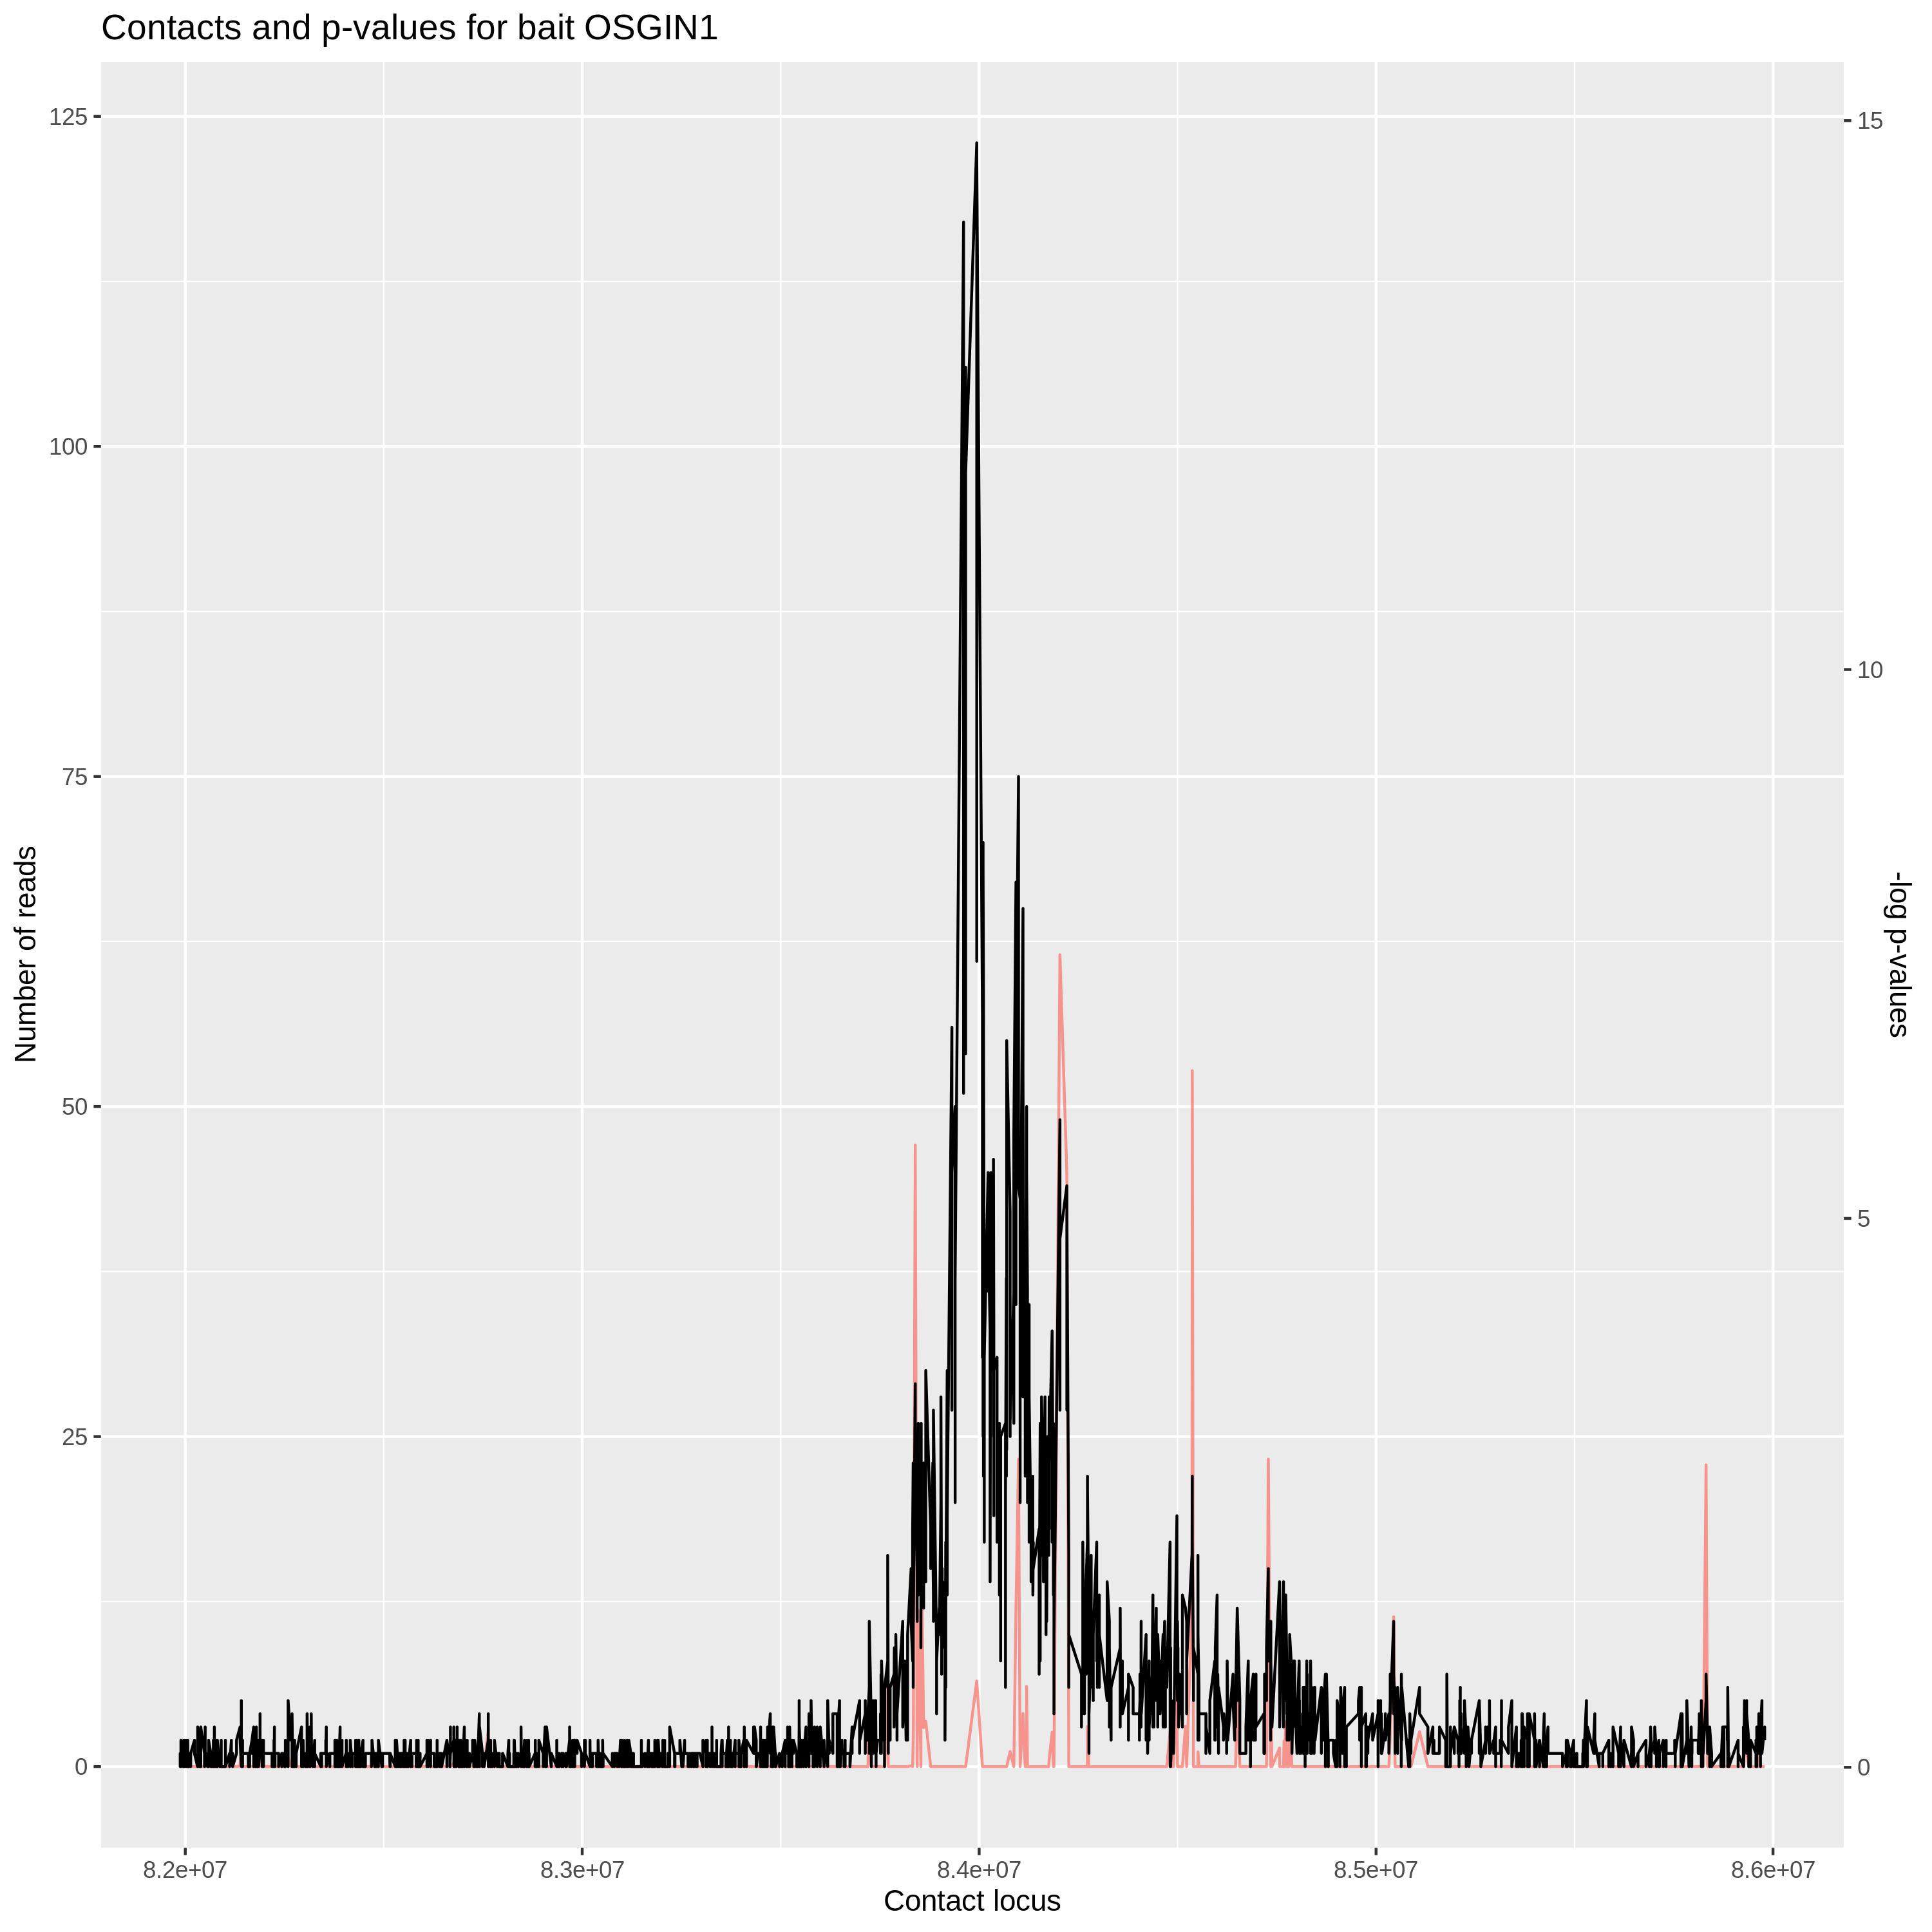 Contacts and p-values for bait OSGIN1
125
100
75
50
25
0
Number of reads
15
10
5
0
-log p-values
8.2e+07
8.3e+07
8.4e+07
8.5e+07
8.6e+07
Contact locus